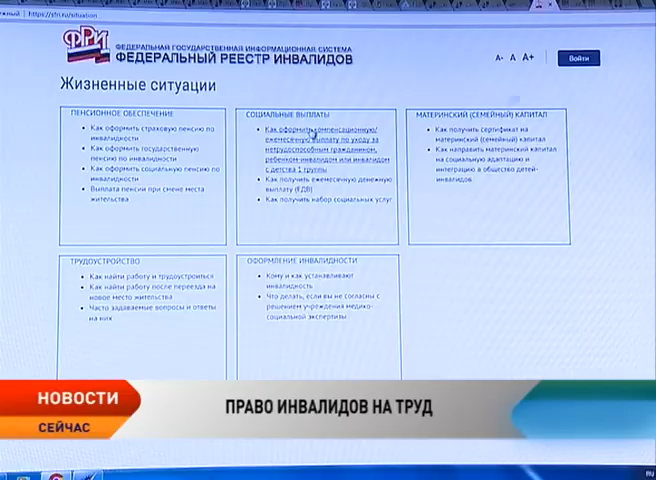 https://sfri.ru/situation
ФРИ
ФЕДЕРАЛЬНАЯ ГОСУДАРСТВЕННАЯ ИНФОРМАЦИОННАЯ СИСТЕМА
ФЕДЕРАЛЬНЫЙ РЕЕСТР ИНВАЛИДОВ
A- A A+
Войти
Жизненные ситуации
ПЕНСИОННОЕ ОБЕСПЕЧЕНИЕ
Как оформить страховую пенсию по
инвалидности
Как оформить государственную
пенсию по инвалидности
Как оформить социальную пенсию по
инвалидности
Выплата пенсии при смене места
жительства
СОЦИАЛЬНЫЕ ВЫПЛАТЫ
Как оформить компенсационную/
ежемесячную выплату по уходу за
нетрудоспособным гражданином,
ребенком-инвалидом или инвалидом
с детства 1 группы
Как получить ежемесячную денежную
выплату (ЕДВ)
Как получить набор социальных услуг
МАТЕРИНСКИЙ (СЕМЕЙНЫЙ) КАПИТАЛ
Как получить сертификат на
материнский (семейный) капитал
Как направить материнский капитал
на социальную адаптацию и
интеграцию в общество детей-
инвалидов
ТРУДОУСТРОЙСТВО
Как найти работу и трудоустроиться
Как найти работу после переезда на
новое место жительства
Часто задаваемые вопросы и ответы
на них
ОФОРМЛЕНИЕ ИНВАЛИДНОСТИ
Кому и как устанавливают
инвалидность
Что делать, если вы не согласны с
решением учреждения медико-
социальной экспертизы
НОВОСТИ
СЕЙЧАС
ПРАВО ИНВАЛИДОВ НА ТРУД
RU